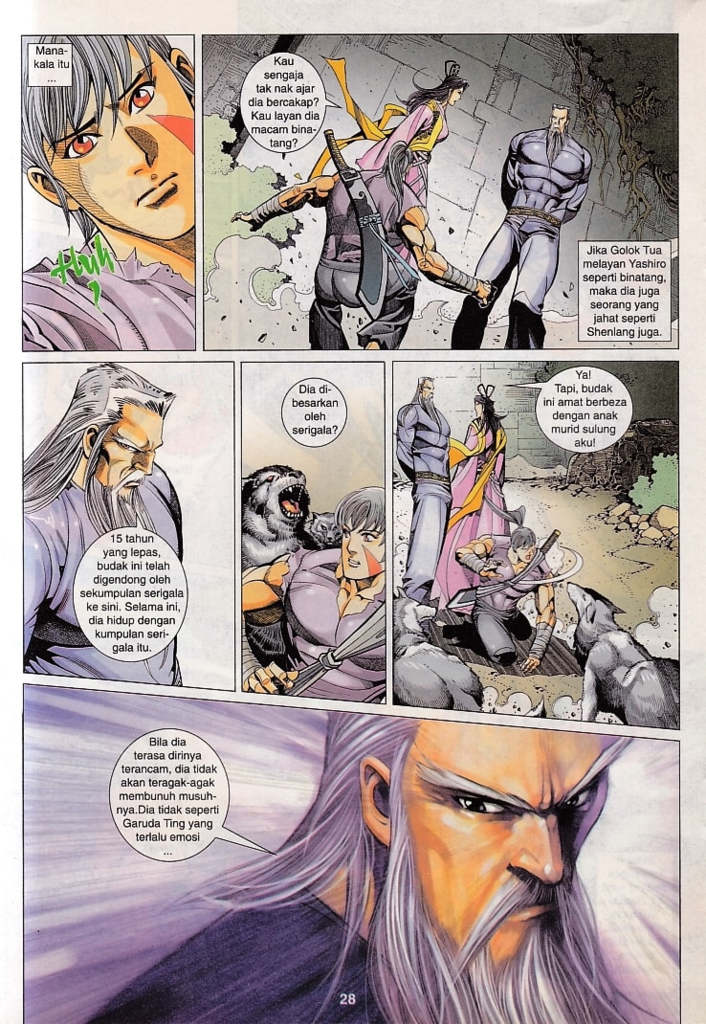 Mana-
kala itu
...
Huh
,
Kau
sengaja
tak nak ajar
dia bercakap?
Kau layan dia
macam bina-
tang?
Jika Golok Tua
melayan Yashiro
seperti binatang,
maka dia juga
seorang yang
jahat seperti
Shenlang juga.
15 tahun
yang lepas,
budak ini telah
digendong oleh
sekumpulan serigala
ke sini. Selama ini,
dia hidup dengan
kumpulan seri-
gala itu.
Dia di-
besarkan
oleh
serigala?
Ya!
Tapi, budak
ini amat berbeza
dengan anak
murid sulung
aku!
Bila dia
terasa dirinya
terancam, dia tidak
akan teragak-agak
membunuh musuh-
nya.Dia tidak seperti
Garuda Ting yang
terlalu emosi
...
28